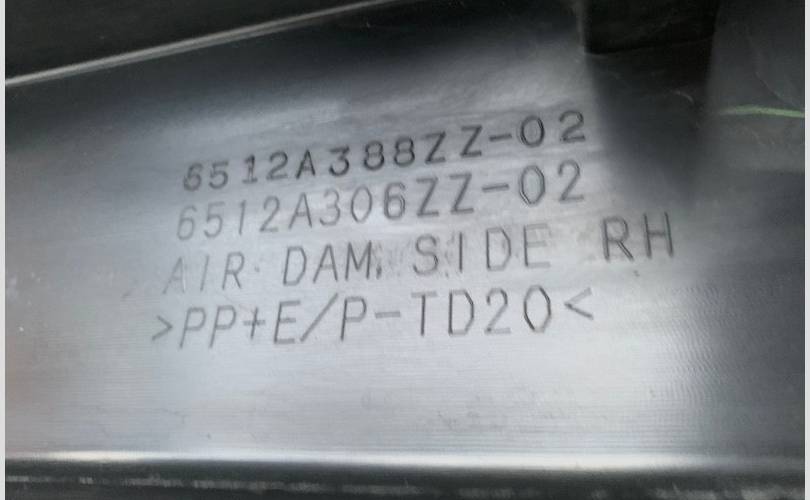 6512A388ZZ-02
6512A306ZZ-02
AIR DAM, SIDE RH
>PP+E/P-TD20<